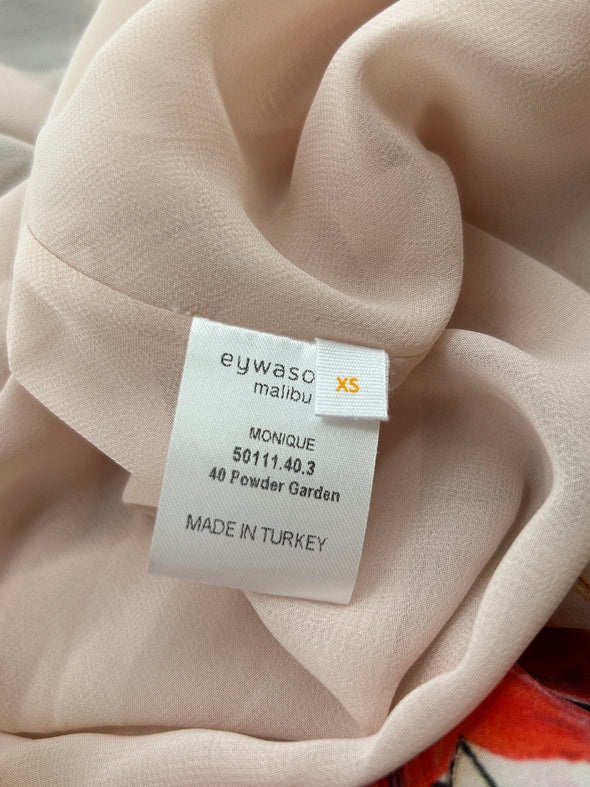 eywaso
malibu
XS
MONIQUE
50111.40.3
40 Powder Garden
MADE IN TURKEY